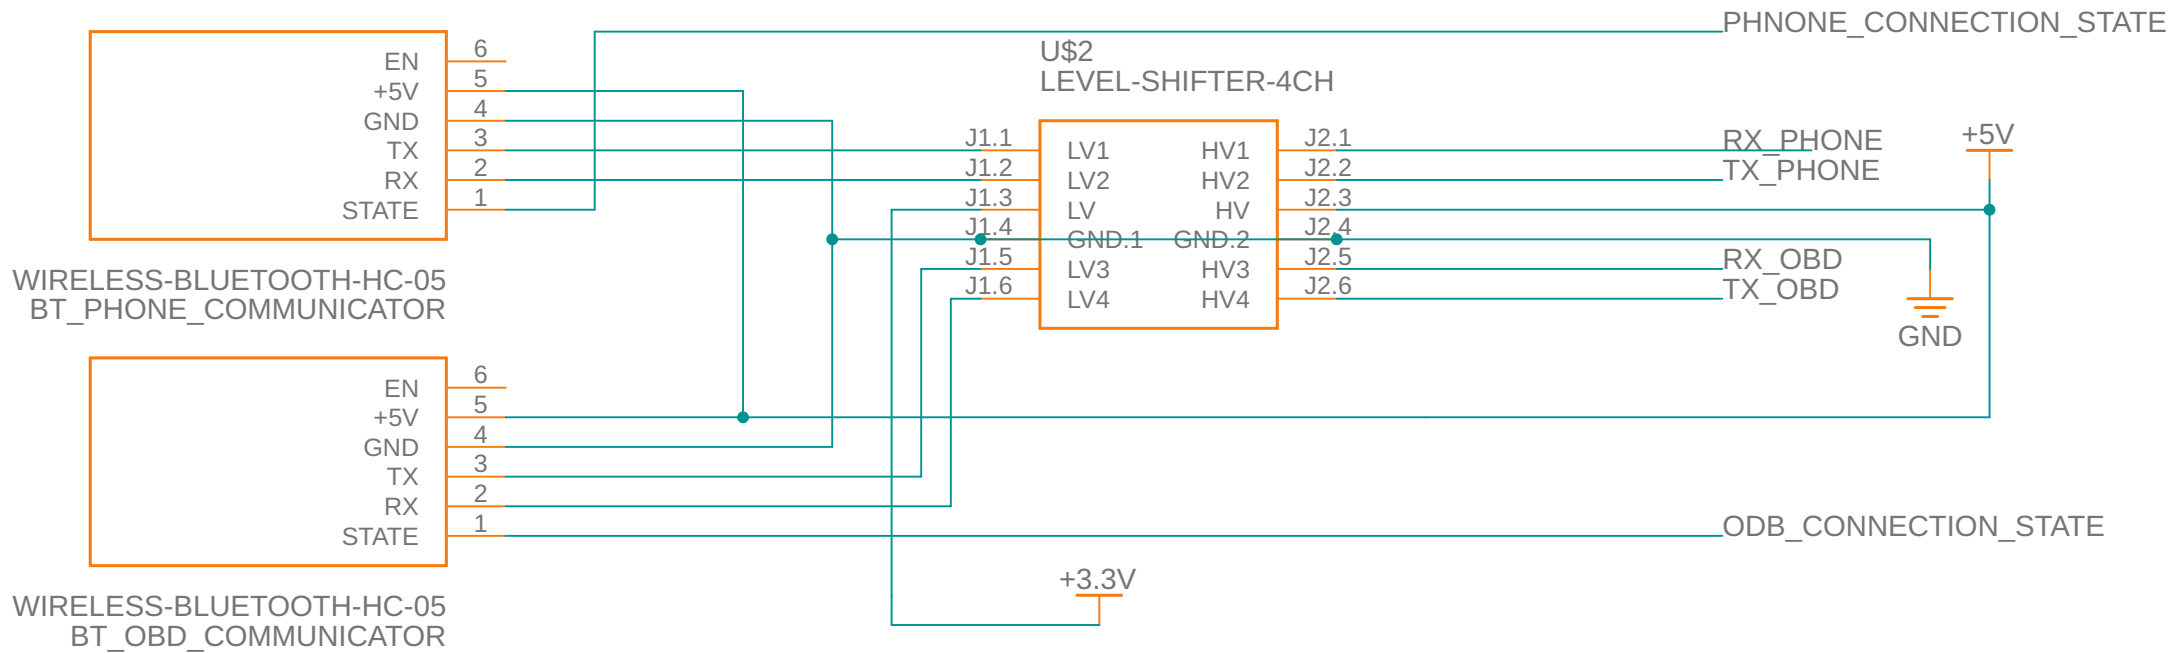 PHNONE_CONNECTION_STATE
U$2
LEVEL-SHIFTER-4CH
EN 6
+5V 5
GND 4
TX 3
RX 2
STATE 1
WIRELESS-BLUETOOTH-HC-05
BT_PHONE_COMMUNICATOR
J1.1 LV1 HV1 J2.1 RX_PHONE
J1.2 LV2 HV2 J2.2 TX_PHONE
J1.3 LV HV J2.3
J1.4 GND.1 GND.2 J2.4
J1.5 LV3 HV3 J2.5 RX_OBD
J1.6 LV4 HV4 J2.6 TX_OBD
+5V
GND
EN 6
+5V 5
GND 4
TX 3
RX 2
STATE 1
WIRELESS-BLUETOOTH-HC-05
BT_OBD_COMMUNICATOR
ODB_CONNECTION_STATE
+3.3V